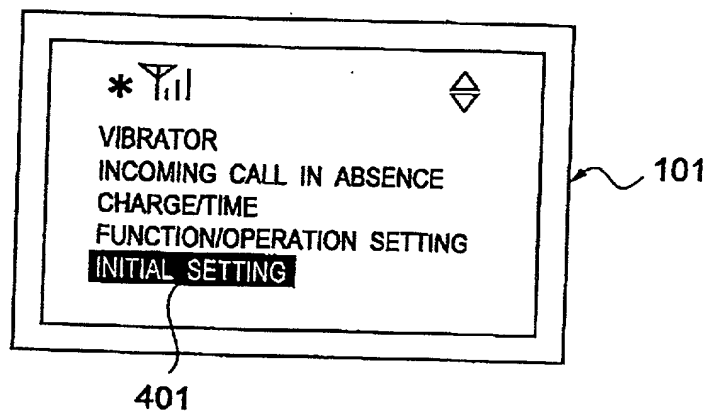 *
VIBRATOR
INCOMING CALL IN ABSENCE
CHARGE/TIME
FUNCTION/OPERATION SETTING
INITIAL SETTING
101
401